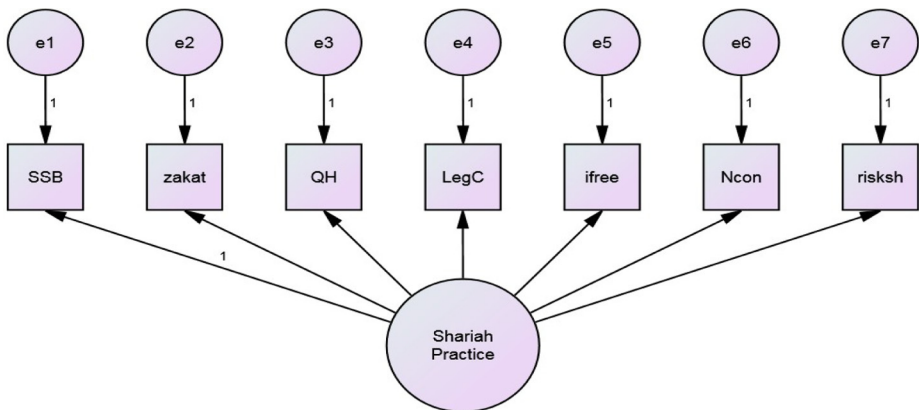 e1 e2 e3 e4 e5 e6 e7
1 1 1 1 1 1 1
SSB zakat QH LegC ifree Ncon risksh
1
Shariah
Practice